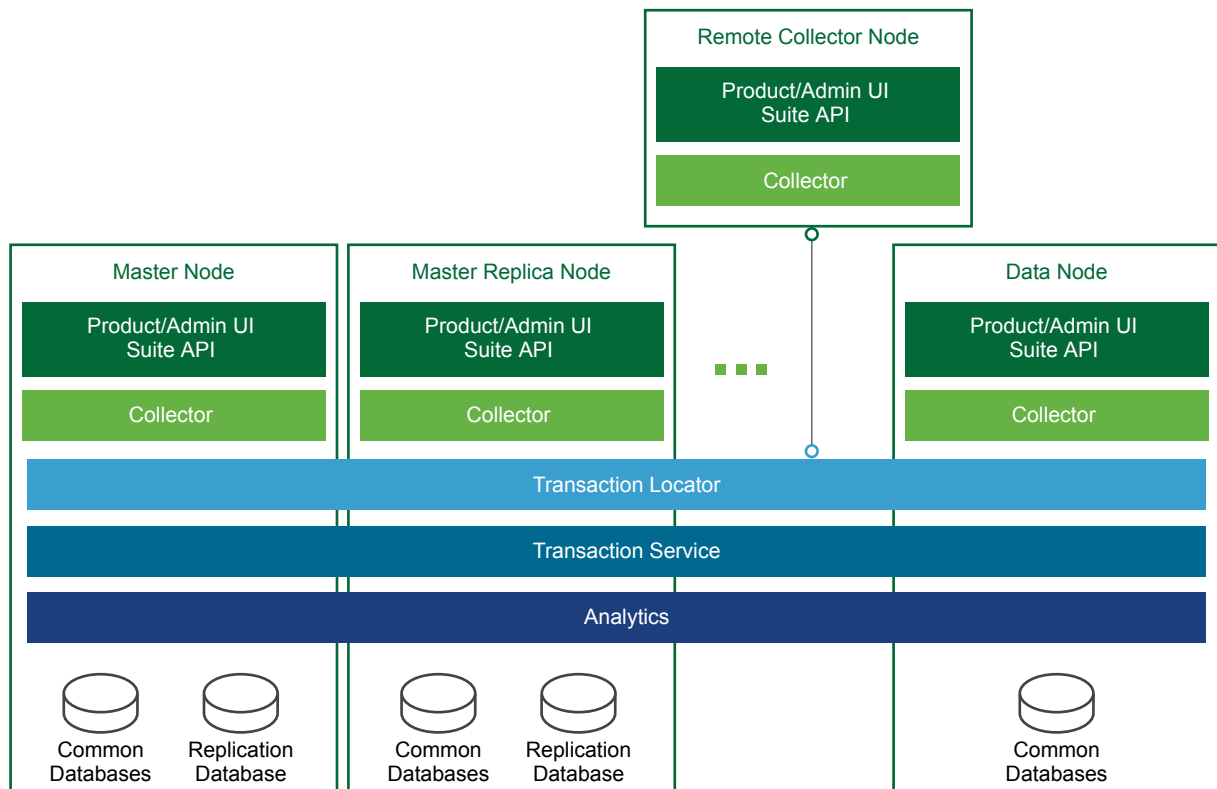 Remote Collector Node
Product/Admin UI
Suite API
Collector
Master Node
Product/Admin UI
Suite API
Collector
Master Replica Node
Product/Admin UI
Suite API
Collector
Data Node
Product/Admin UI
Suite API
Collector
Transaction Locator
Transaction Service
Analytics
Common
Databases
Replication
Database
Common
Databases
Replication
Database
Common
Databases